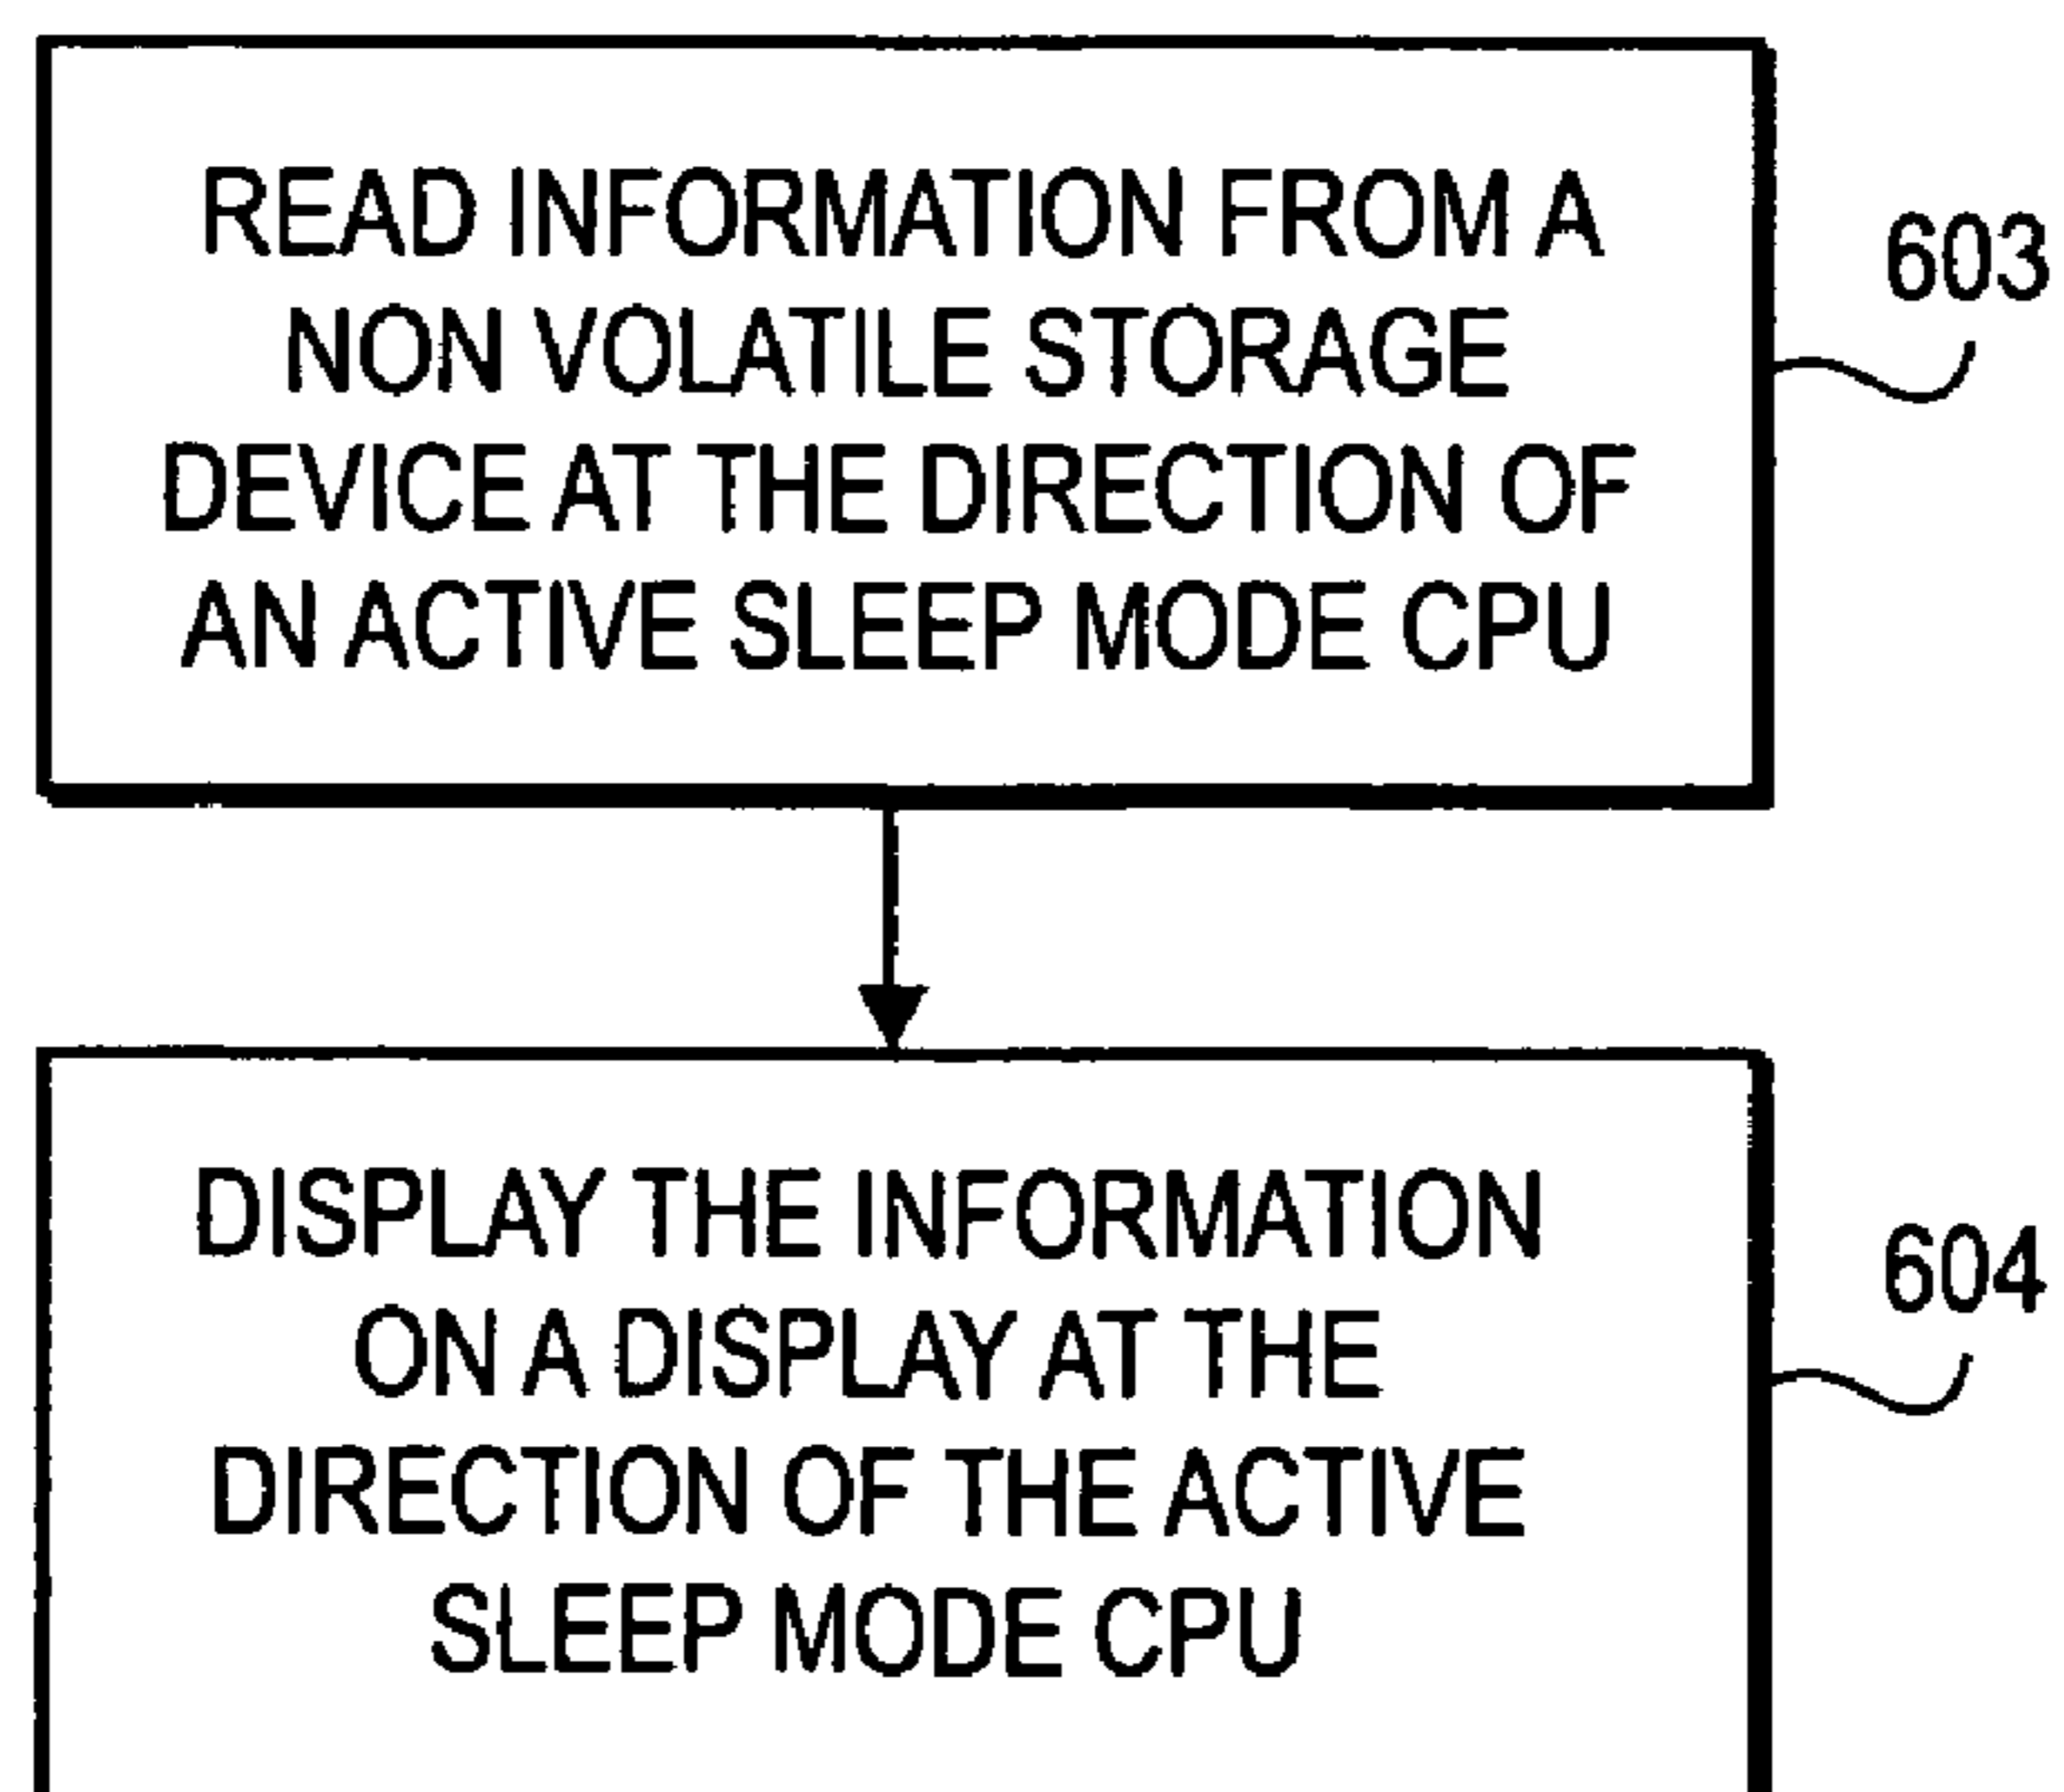 READ INFORMATION FROM A
NON VOLATILE STORAGE
DEVICE AT THE DIRECTION OF
AN ACTIVE SLEEP MODE CPU
603
DISPLAY THE INFORMATION
ON A DISPLAY AT THE
DIRECTION OF THE ACTIVE
SLEEP MODE CPU
604